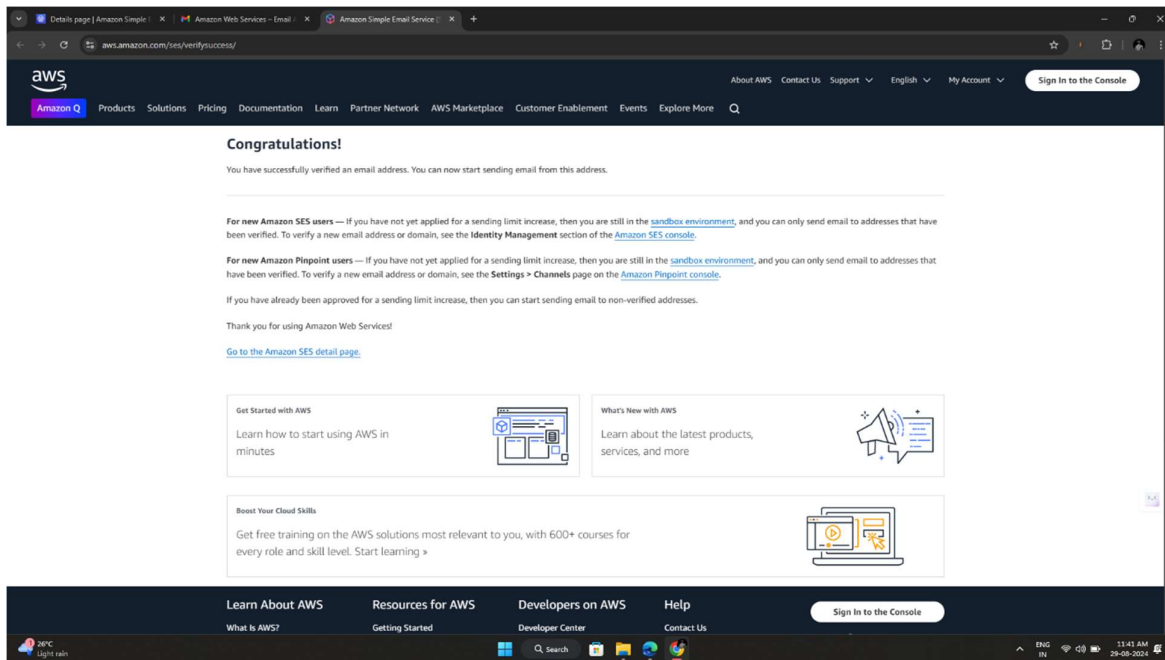 Details page | Amazon Simple
Amazon Web Services – Email
Amazon Simple Email Service (
aws.amazon.com/ses/verifysuccess/
aws
About AWS Contact Us Support English My Account Sign In to the Console
Amazon Q Products Solutions Pricing Documentation Learn Partner Network AWS Marketplace Customer Enablement Events Explore More
Congratulations!
You have successfully verified an email address. You can now start sending email from this address.
For new Amazon SES users — If you have not yet applied for a sending limit increase, then you are still in the sandbox environment, and you can only send email to addresses that have
been verified. To verify a new email address or domain, see the Identity Management section of the Amazon SES console.
For new Amazon Pinpoint users — If you have not yet applied for a sending limit increase, then you are still in the sandbox environment, and you can only send email to addresses that
have been verified. To verify a new email address or domain, see the Settings > Channels page on the Amazon Pinpoint console.
If you have already been approved for a sending limit increase, then you can start sending email to non-verified addresses.
Thank you for using Amazon Web Services!
Go to the Amazon SES detail page.
Get Started with AWS
Learn how to start using AWS in
minutes
What's New with AWS
Learn about the latest products,
services, and more
Boost Your Cloud Skills
Get free training on the AWS solutions most relevant to you, with 600+ courses for
every role and skill level. Start learning »
Learn About AWS Resources for AWS Developers on AWS Help
Sign In to the Console
What Is AWS? Getting Started Developer Center Contact Us
26°C
Light rain
Search
ENG
IN
11:41 AM
29-08-2024